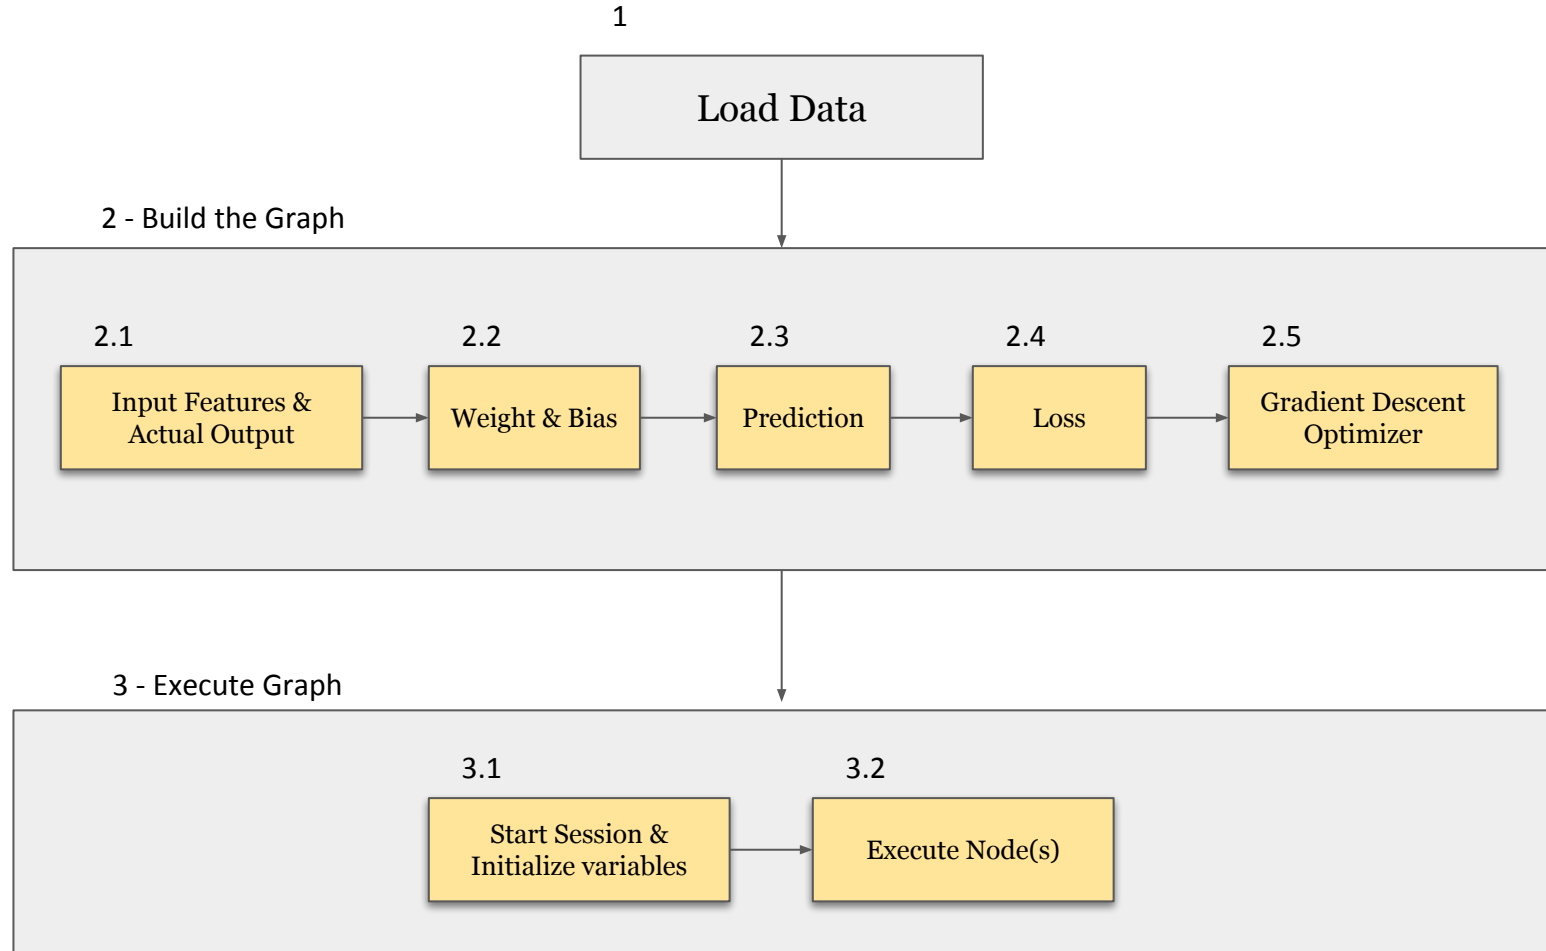 1
Load Data
2 - Build the Graph
2.1
2.2
2.3
2.4
2.5
Input Features &
Actual Output
Weight & Bias
Prediction
Loss
Gradient Descent
Optimizer
3 - Execute Graph
3.1
3.2
Start Session &
Initialize variables
Execute Node(s)